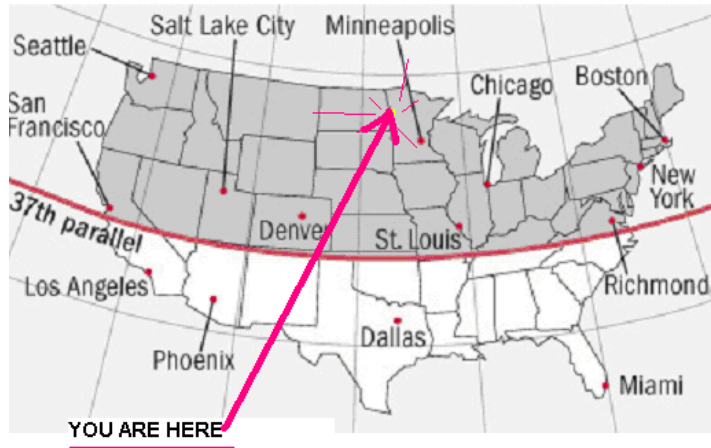 Salt Lake City
Minneapolis
Seattle
Chicago
Boston
San
Francisco
New
York
37th parallel
Denver
St. Louis
Los Angeles
Richmond
Phoenix
Dallas
Miami
YOU ARE HERE